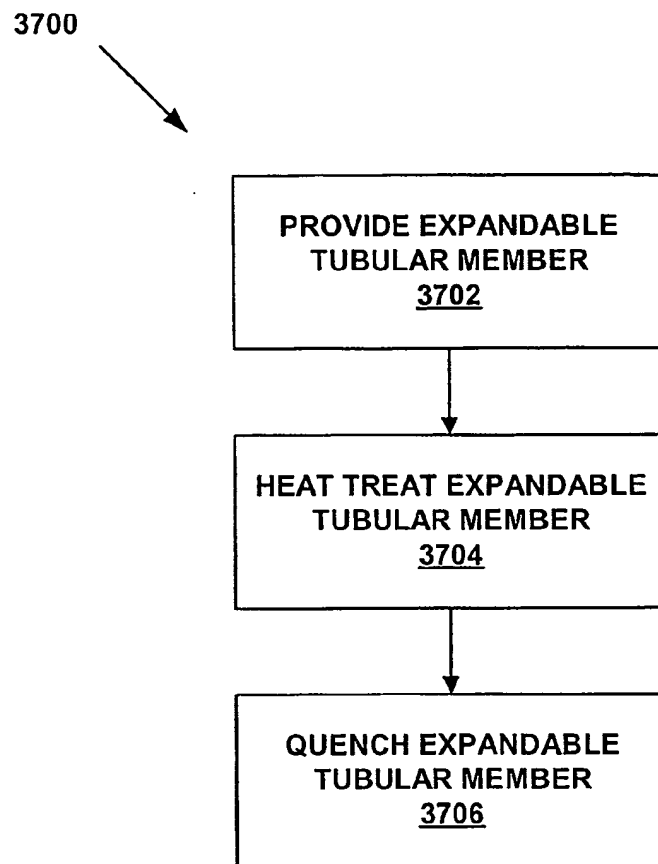 3700
PROVIDE EXPANDABLE
TUBULAR MEMBER
3702
HEAT TREAT EXPANDABLE
TUBULAR MEMBER
3704
QUENCH EXPANDABLE
TUBULAR MEMBER
3706